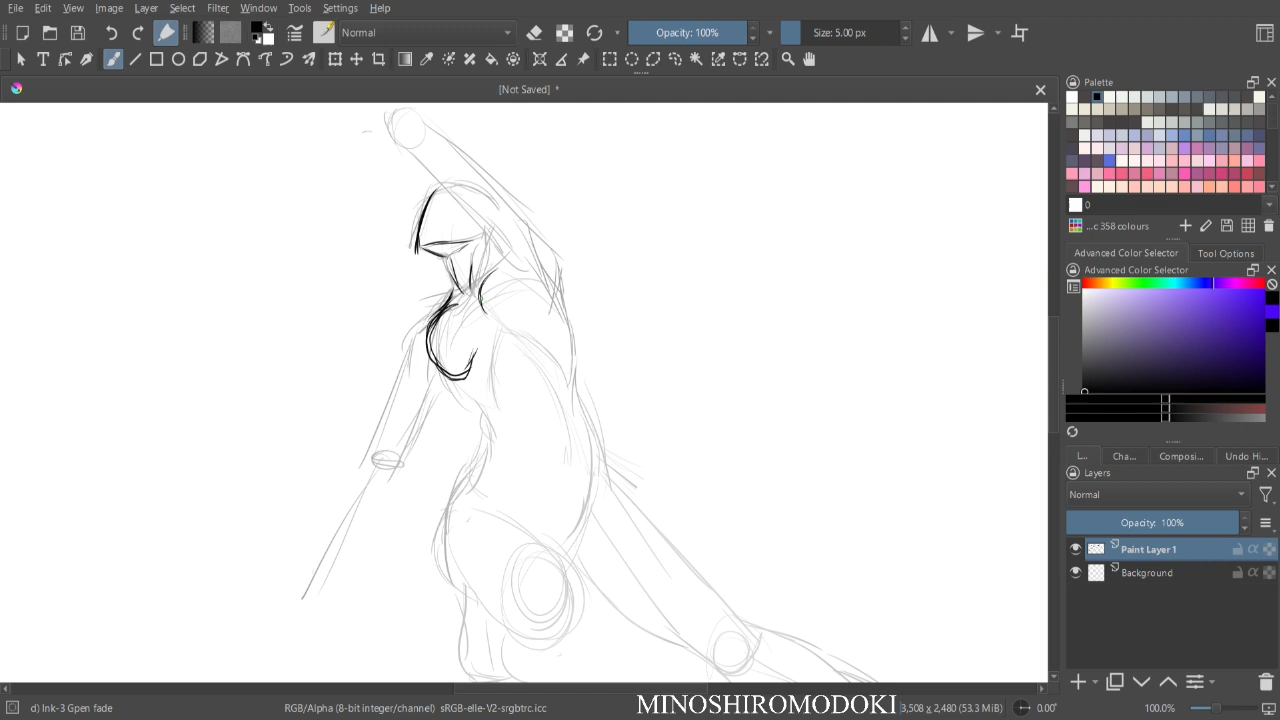 File Edit View Image Layer Select Filter Tools Settings Window Help
Normal Opacity: 100% Size: 5.00 px
[Not Saved] *
Palette
0
...c 358 colours
Advanced Color Selector Tool Options
Advanced Color Selector
L... Cha... Composi... Undo Hi...
Layers
Normal
Opacity: 100%
Paint Layer 1
Background
d) Ink-3 Gpen fade RGB/Alpha (8-bit integer/channel) sRGB-elle-V2-srgbtrc.icc MINOSHIROMODOKI 3,508 x 2,480 (53.3 MiB) 0.00° 100.0%